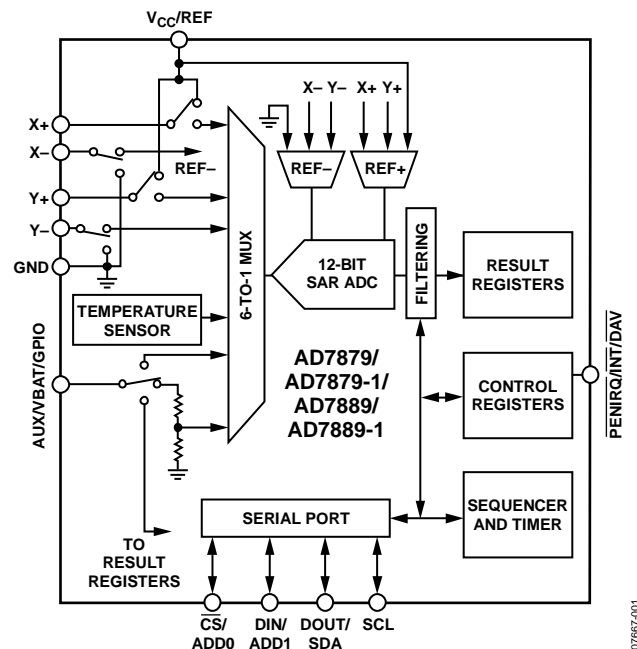 VCC/REF
X– Y– X+ Y+
X+
X–
REF–
REF–
REF+
Y+
Y–
GND
6-TO-1 MUX
12-BIT
SAR ADC
FILTERING
RESULT
REGISTERS
TEMPERATURE
SENSOR
AUX/VBAT/GPIO
AD7879/
AD7879-1/
AD7889/
AD7889-1
CONTROL
REGISTERS
PENIRQ/INT/DAV
SEQUENCER
AND TIMER
SERIAL PORT
TO
RESULT
REGISTERS
CS/
ADD0
DIN/
ADD1
DOUT/
SDA
SCL
07667-001